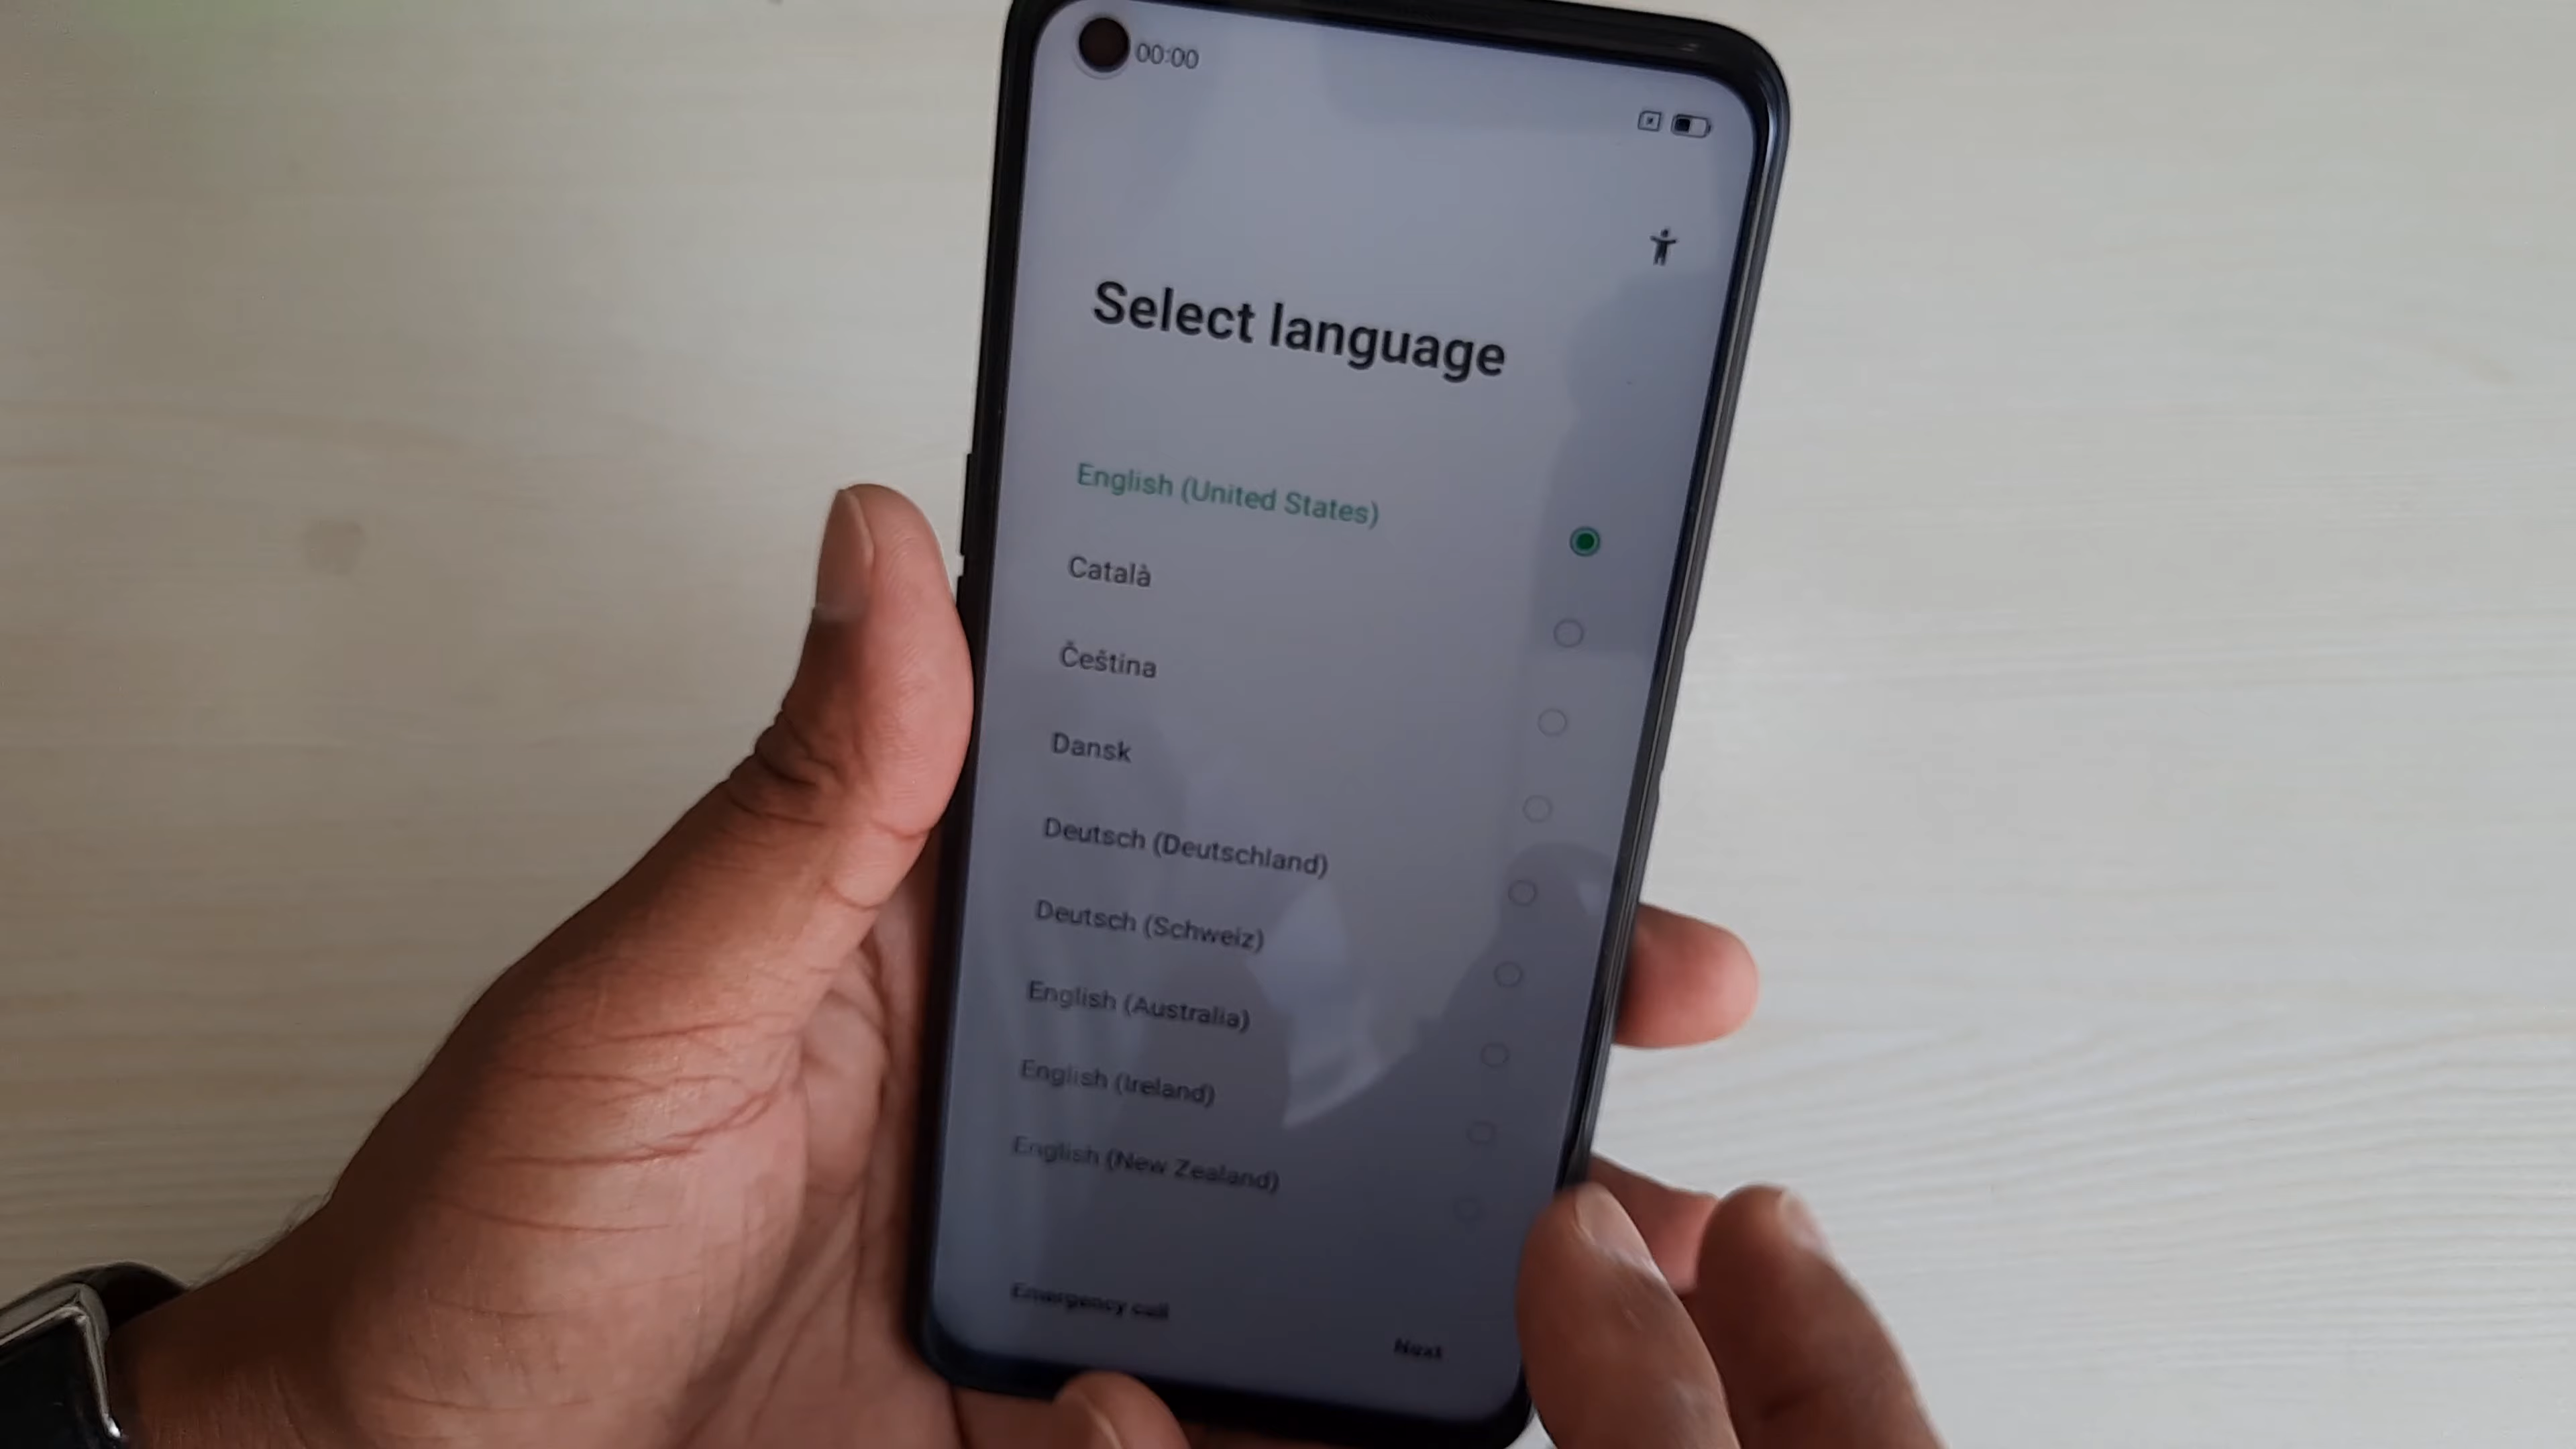 00:00
Select language
English (United States)
Català
Čeština
Dansk
Deutsch (Deutschland)
Deutsch (Schweiz)
English (Australia)
English (Ireland)
English (New Zealand)
Emergency call
Next